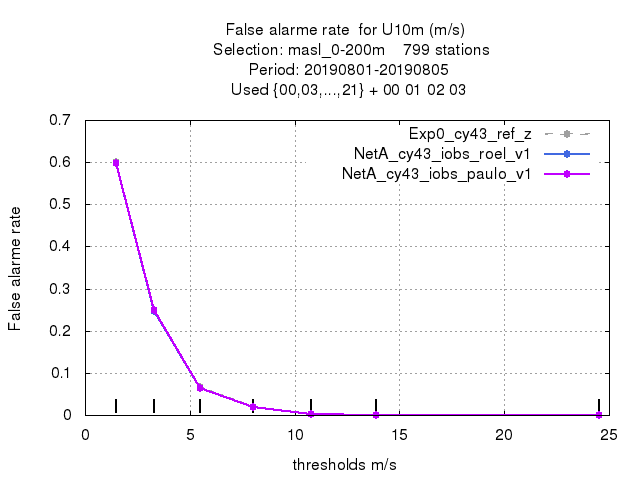 False alarme rate  for U10m (m/s)
Selection: masl_0-200m    799 stations
Period: 20190801-20190805
Used {00,03,...,21} + 00 01 02 03
Exp0_cy43_ref_z
NetA_cy43_iobs_roel_v1
NetA_cy43_iobs_paulo_v1
False alarme rate
0.7
0.6
0.5
0.4
0.3
0.2
0.1
0
0 5 10 15 20 25
thresholds m/s